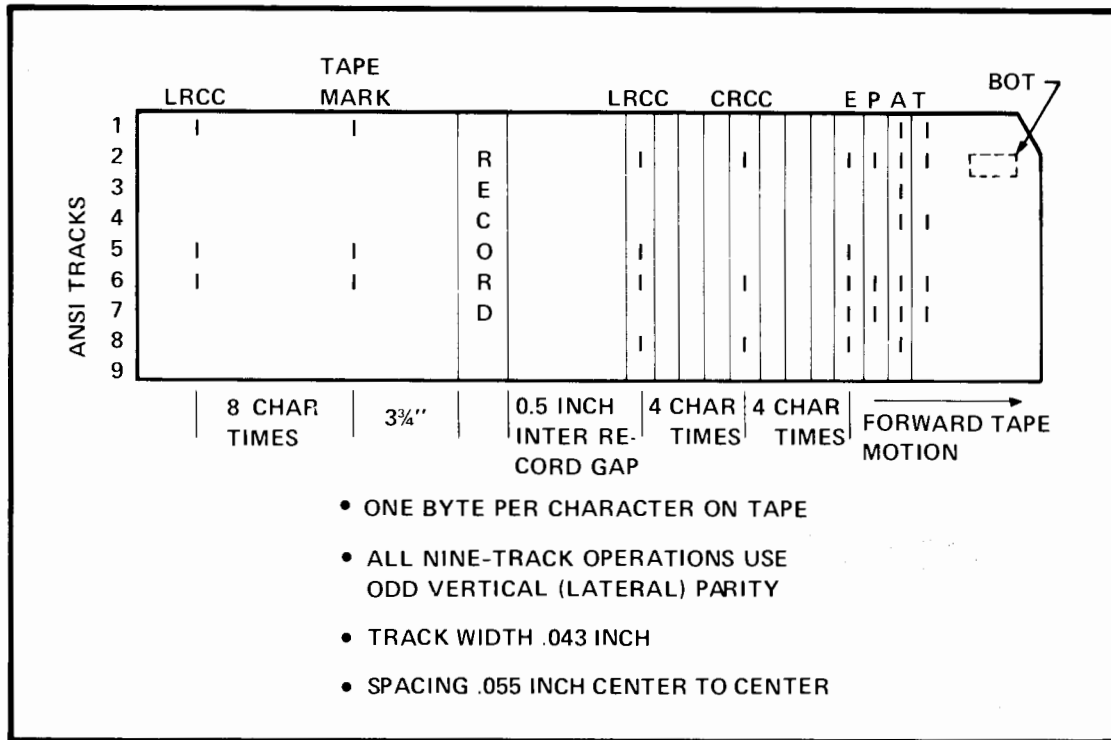 TAPE
MARK
LRCC
LRCC
CRCC
E P A T
BOT
ANSI TRACKS
1
2
3
4
5
6
7
8
9
RECORD
8 CHAR
TIMES
3¾"
0.5 INCH
INTER RE-
CORD GAP
4 CHAR
TIMES
4 CHAR
TIMES
FORWARD TAPE
MOTION
• ONE BYTE PER CHARACTER ON TAPE
• ALL NINE-TRACK OPERATIONS USE
ODD VERTICAL (LATERAL) PARITY
• TRACK WIDTH .043 INCH
• SPACING .055 INCH CENTER TO CENTER